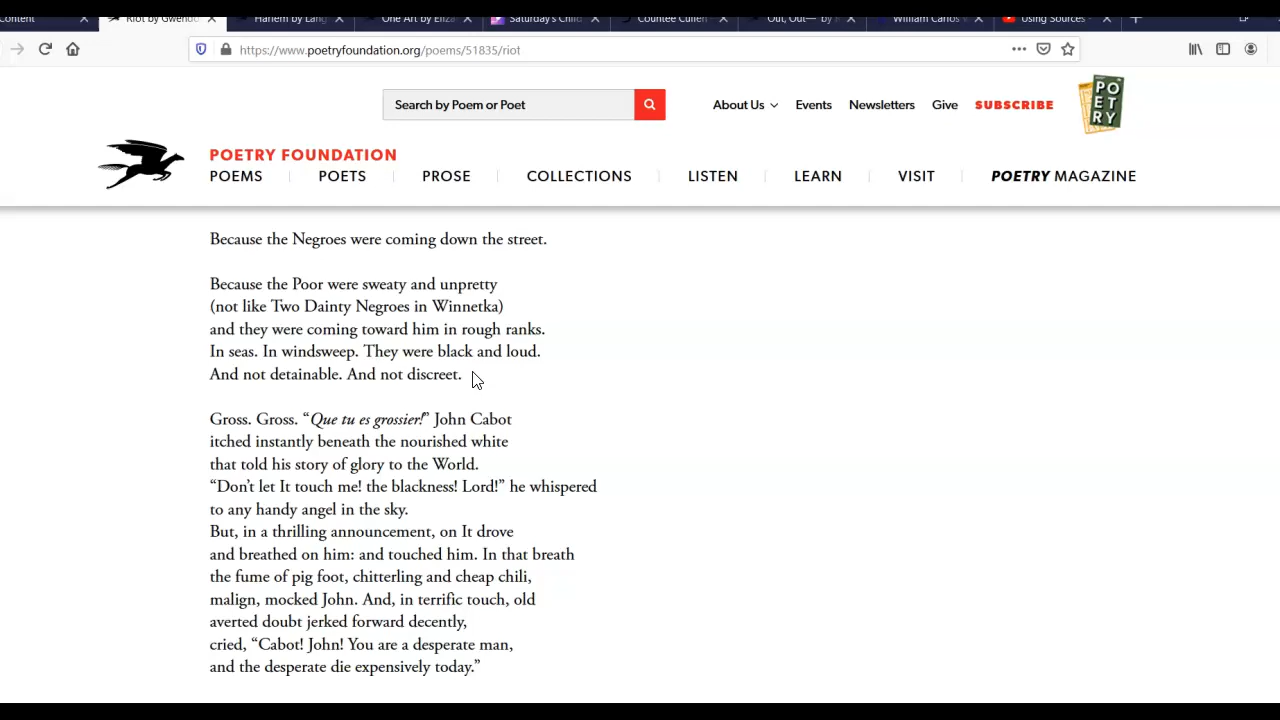 Content
Riot by Gwendo
Harlem by Lang
One Art by Eliza
Saturday's Child
Countee Cullen
Out, Out— by R
William Carlos
Using Sources -
https://www.poetryfoundation.org/poems/51835/riot
Search by Poem or Poet
About Us
Events
Newsletters
Give
SUBSCRIBE
POETRY
POETRY FOUNDATION
POEMS
POETS
PROSE
COLLECTIONS
LISTEN
LEARN
VISIT
POETRY MAGAZINE
Because the Negroes were coming down the street.
Because the Poor were sweaty and unpretty
(not like Two Dainty Negroes in Winnetka)
and they were coming toward him in rough ranks.
In seas. In windsweep. They were black and loud.
And not detainable. And not discreet.
Gross. Gross. “Que tu es grossier!” John Cabot
itched instantly beneath the nourished white
that told his story of glory to the World.
“Don’t let It touch me! the blackness! Lord!” he whispered
to any handy angel in the sky.
But, in a thrilling announcement, on It drove
and breathed on him: and touched him. In that breath
the fume of pig foot, chitterling and cheap chili,
malign, mocked John. And, in terrific touch, old
averted doubt jerked forward decently,
cried, “Cabot! John! You are a desperate man,
and the desperate die expensively today.”